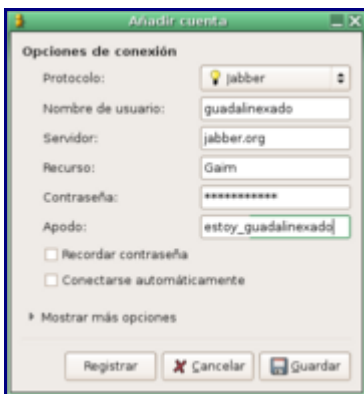 Añadir cuenta
Opciones de conexión
Protocolo: Jabber
Nombre de usuario: guadalinexado
Servidor: jabber.org
Recurso: Gaim
Contraseña: ***********
Apodo: estoy_guadalinexado
Recordar contraseña
Conectarse automáticamente
Mostrar más opciones
Registrar Cancelar Guardar